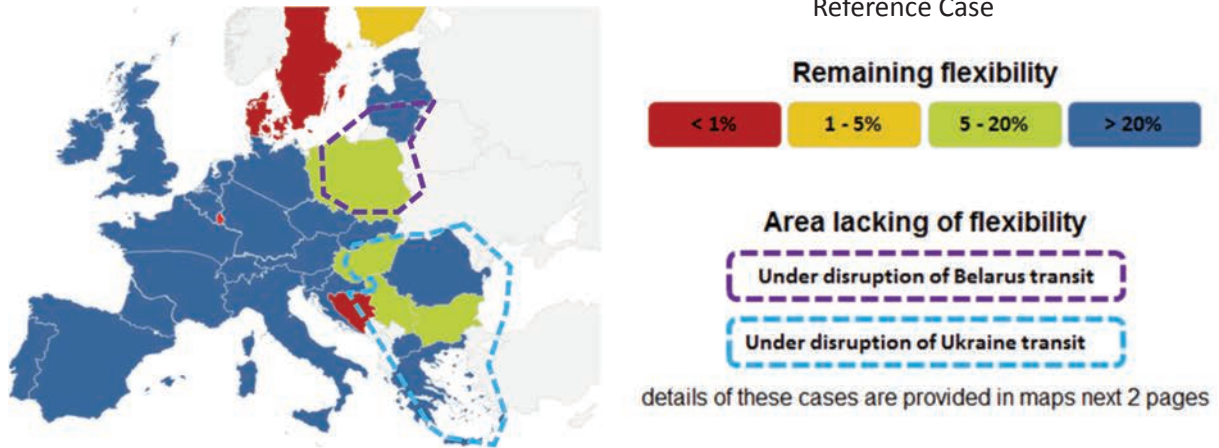 Reference Case
Remaining flexibility
< 1%
1 - 5%
5 - 20%
> 20%
Area lacking of flexibility
Under disruption of Belarus transit
Under disruption of Ukraine transit
details of these cases are provided in maps next 2 pages